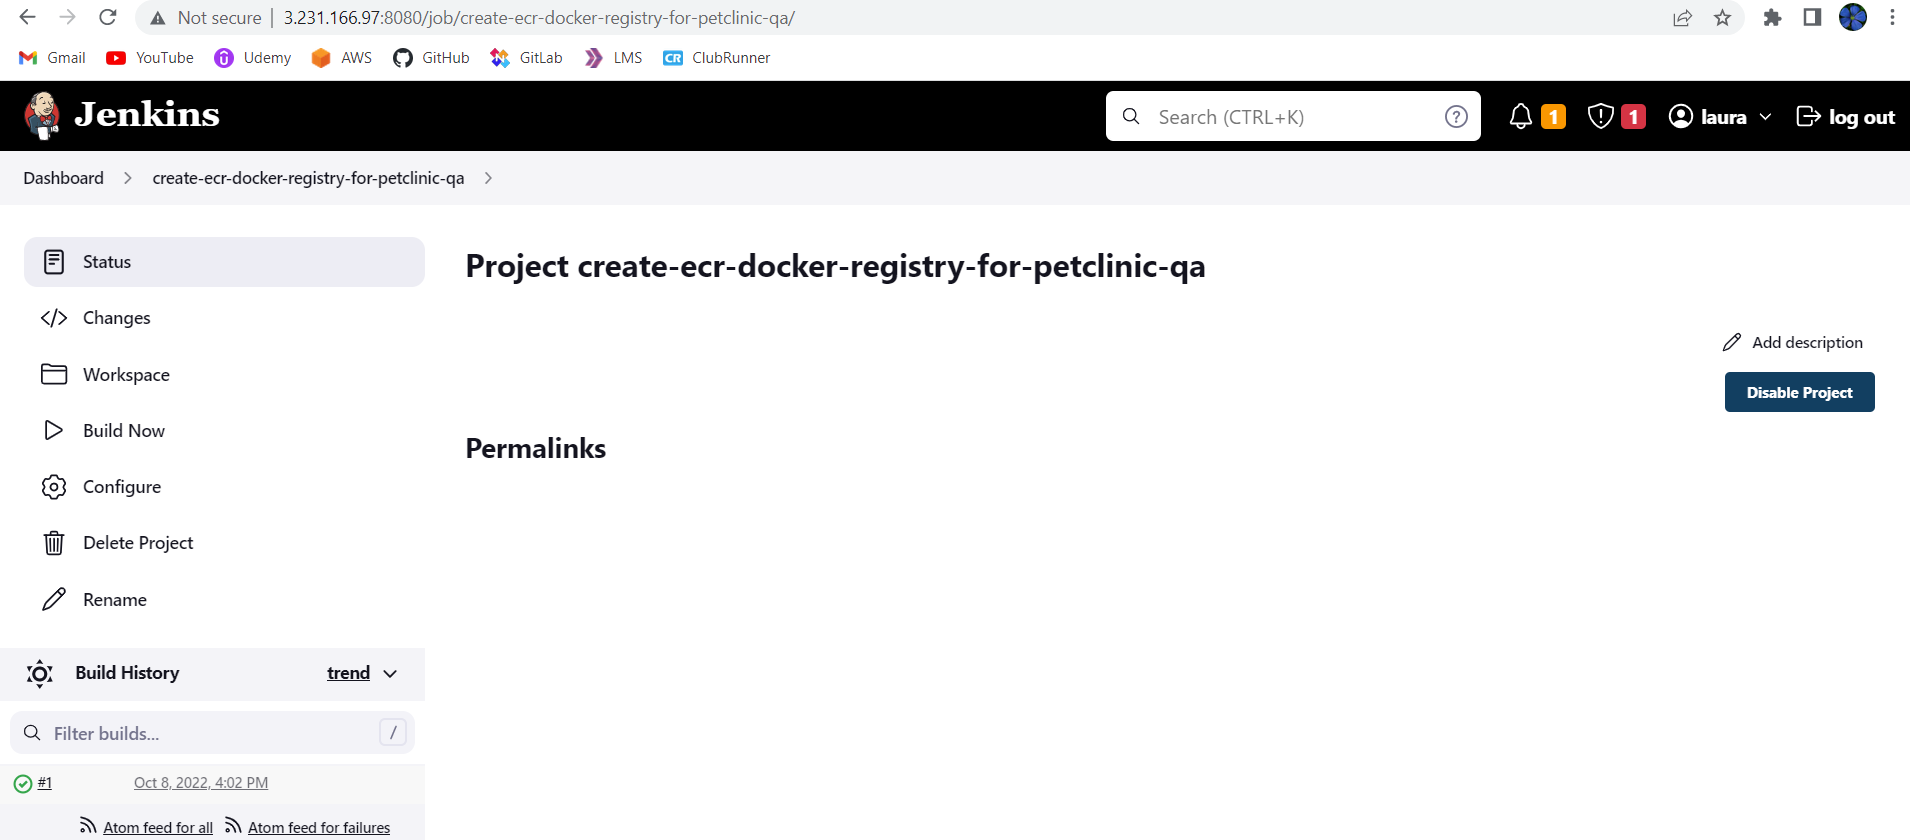 Not secure | 3.231.166.97:8080/job/create-ecr-docker-registry-for-petclinic-qa/
Gmail YouTube Udemy AWS GitHub GitLab LMS CR ClubRunner
Jenkins Search (CTRL+K) ? 1 1 laura log out
Dashboard create-ecr-docker-registry-for-petclinic-qa
Status
Changes
Workspace
Build Now
Configure
Delete Project
Rename
Build History trend
Filter builds... /
#1 Oct 8, 2022, 4:02 PM
Atom feed for all Atom feed for failures
Project create-ecr-docker-registry-for-petclinic-qa
Add description
Disable Project
Permalinks